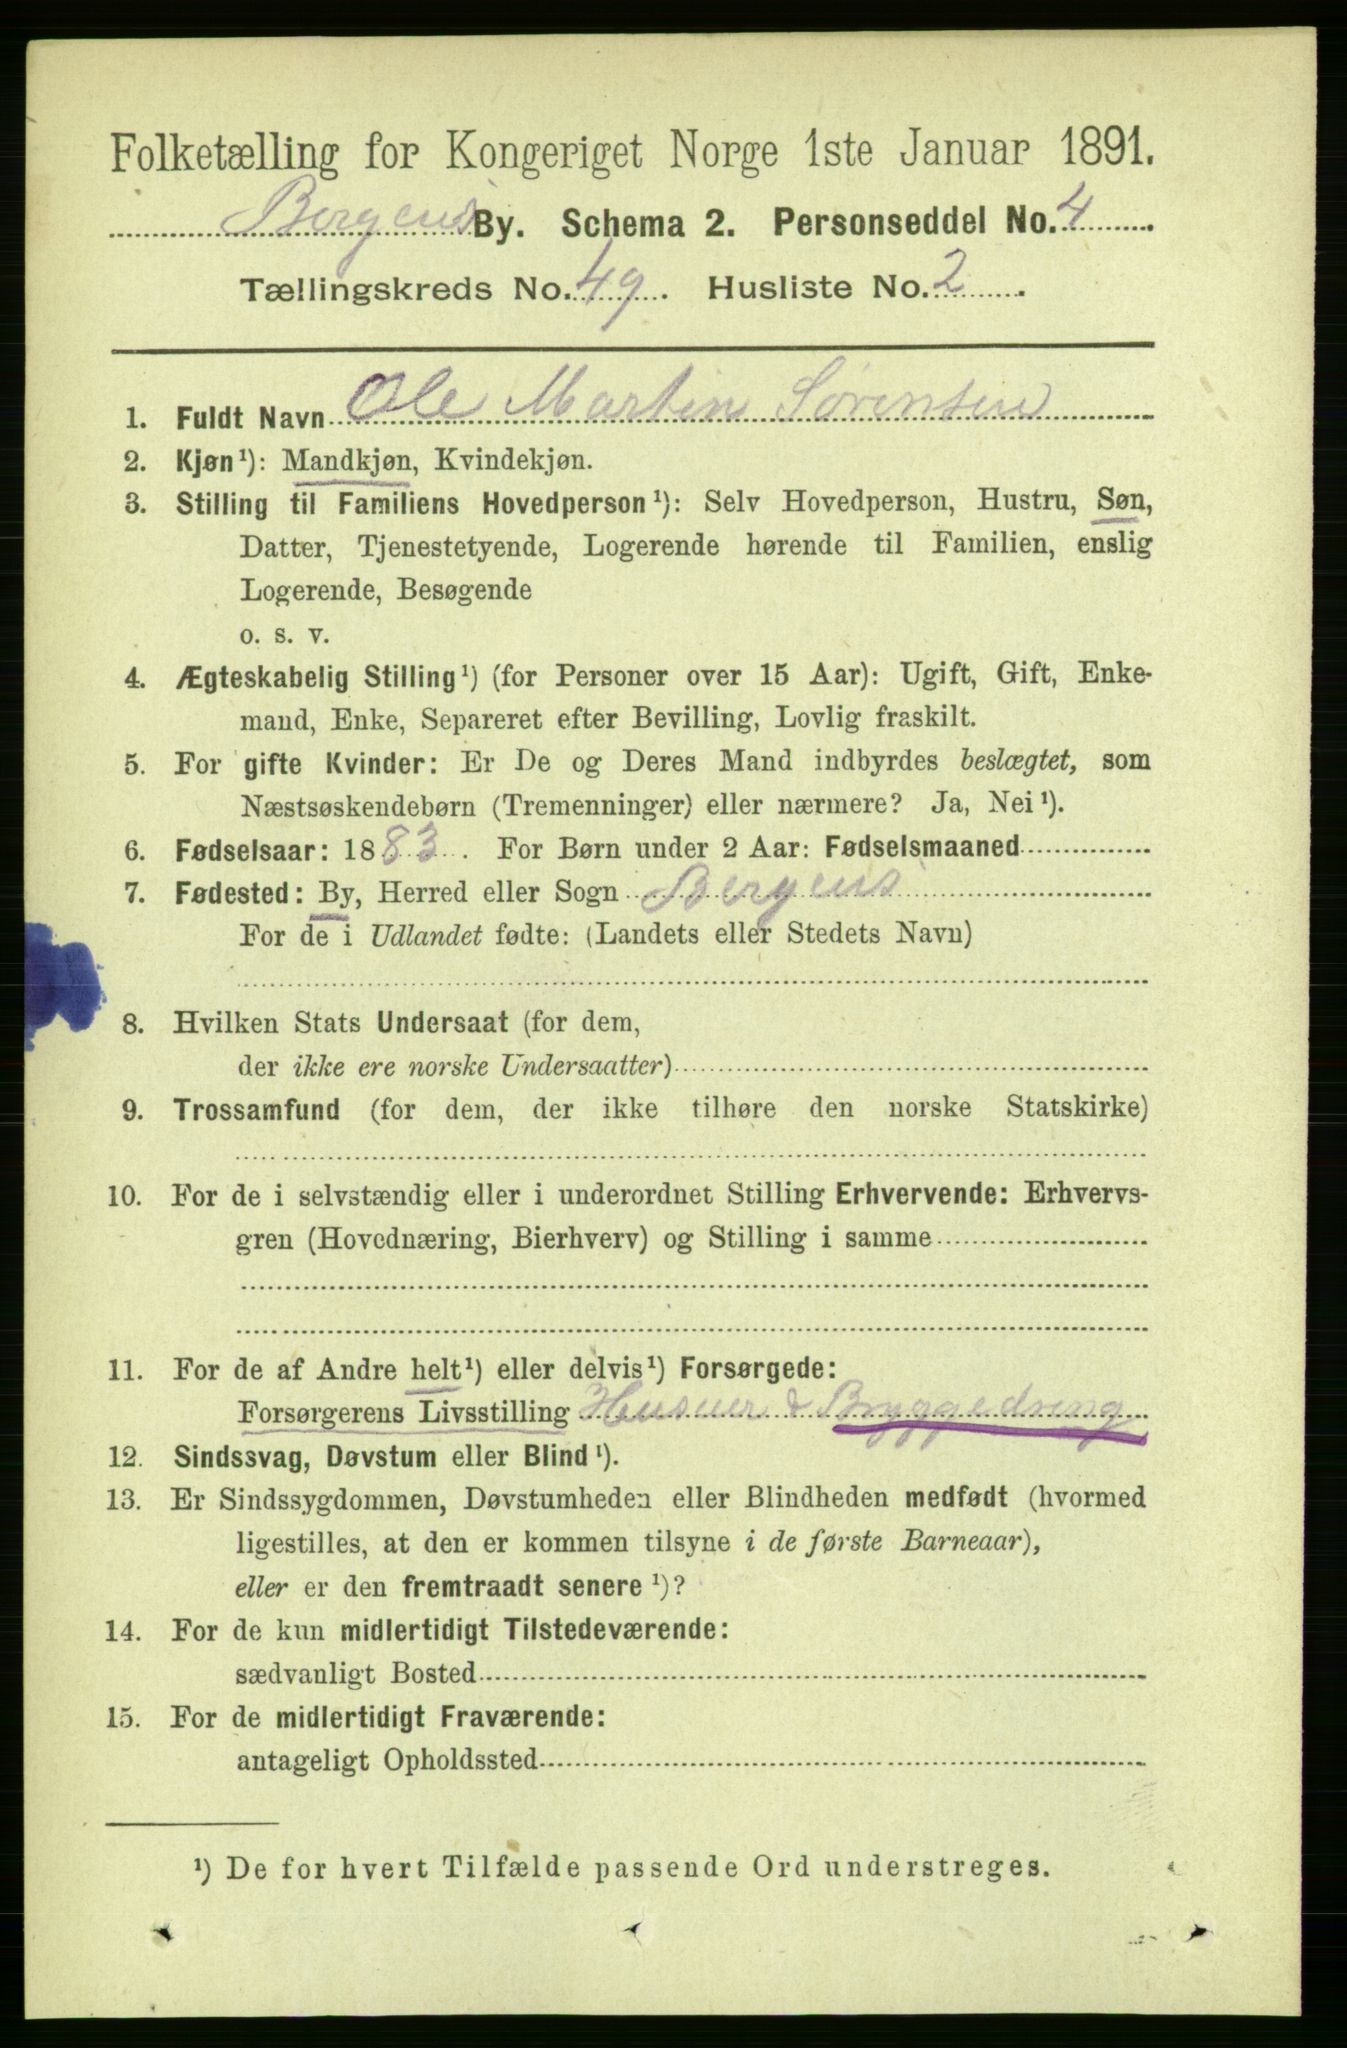 Folketælling for Kongeriget Norge 1ste Januar 1891.
Bergens By. Schema 2. Personseddel No. 4
Tællingskreds No. 49. Husliste No. 2.
1. Fuldt Navn Ole Martin Sørensen
2. Kjøn¹): Mandkjøn, Kvindekjøn.
3. Stilling til Familiens Hovedperson¹): Selv Hovedperson, Hustru, Søn,
Datter, Tjenestetyende, Logerende hørende til Familien, enslig
Logerende, Besøgende
o. s. v.
4. Ægteskabelig Stilling¹) (for Personer over 15 Aar): Ugift, Gift, Enke-
mand, Enke, Separeret efter Bevilling, Lovlig fraskilt.
5. For gifte Kvinder: Er De og Deres Mand indbyrdes beslægtet, som
Næstsøskendebørn (Tremenninger) eller nærmere? Ja, Nei¹).
6. Fødselsaar: 1883. For Børn under 2 Aar: Fødselsmaaned
7. Fødested: By, Herred eller Sogn Bergens
For de i Udlandet fødte: (Landets eller Stedets Navn)
8. Hvilken Stats Undersaat (for dem,
der ikke ere norske Undersaatter)
9. Trossamfund (for dem, der ikke tilhøre den norske Statskirke)
10. For de i selvstændig eller i underordnet Stilling Erhvervende: Erhvervs-
gren (Hovednæring, Bierhverv) og Stilling i samme
11. For de af Andre helt¹) eller delvis¹) Forsørgede:
Forsørgerens Livsstilling & Bryggedreng
12. Sindssvag, Døvstum eller Blind¹).
13. Er Sindssygdommen, Døvstumheden eller Blindheden medfødt (hvormed
ligestilles, at den er kommen tilsyne i de første Barneaar),
eller er den fremtraadt senere¹)?
14. For de kun midlertidigt Tilstedeværende:
sædvanligt Bosted
15. For de midlertidigt Fraværende:
antageligt Opholdssted
¹) De for hvert Tilfælde passende Ord understreges.